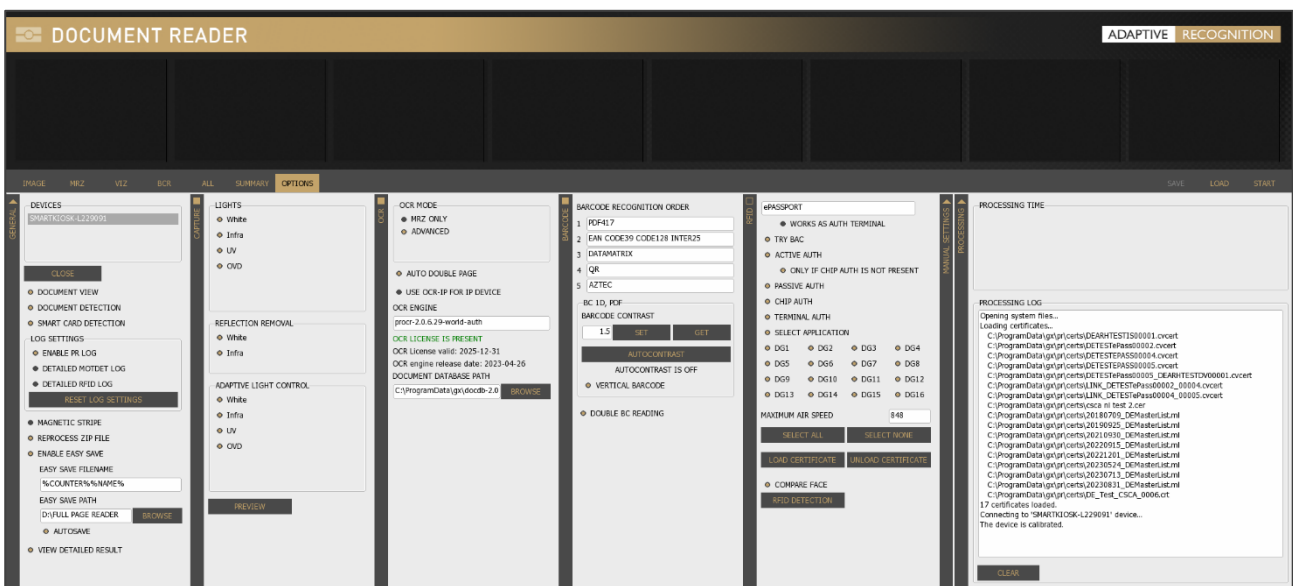 DOCUMENT READER
ADAPTIVE RECOGNITION
IMAGE MRZ VIZ BCR ALL SUMMARY OPTIONS SAVE LOAD START
GENERAL
DEVICES
SMARTKIOSK-L229091
CLOSE
DOCUMENT VIEW
DOCUMENT DETECTION
SMART CARD DETECTION
LOG SETTINGS
ENABLE PR LOG
DETAILED MOTDET LOG
DETAILED RFID LOG
RESET LOG SETTINGS
MAGNETIC STRIPE
REPROCESS ZIP FILE
ENABLE EASY SAVE
EASY SAVE FILENAME
%COUNTER%%NAME%
EASY SAVE PATH
D:\FULL PAGE READER BROWSE
AUTOSAVE
VIEW DETAILED RESULT
CAPTURE
LIGHTS
White
Infra
UV
OVD
REFLECTION REMOVAL
White
Infra
ADAPTIVE LIGHT CONTROL
White
Infra
UV
OVD
PREVIEW
OCR
OCR MODE
MRZ ONLY
ADVANCED
AUTO DOUBLE PAGE
USE OCR-IP FOR IP DEVICE
OCR ENGINE
procr-2.0.6.29-world-auth
OCR LICENSE IS PRESENT
OCR License valid: 2025-12-31
OCR engine release date: 2023-04-26
DOCUMENT DATABASE PATH
C:\ProgramData\gx\docdb-2.0 BROWSE
BARCODE
BARCODE RECOGNITION ORDER
1 PDF417
2 EAN CODE39 CODE128 INTER25
3 DATAMATRIX
4 QR
5 AZTEC
BC 1D, PDF
BARCODE CONTRAST
1.5 SET GET
AUTOCONTRAST
AUTOCONTRAST IS OFF
VERTICAL BARCODE
DOUBLE BC READING
RFID
ePASSPORT
WORKS AS AUTH TERMINAL
TRY BAC
ACTIVE AUTH
ONLY IF CHIP AUTH IS NOT PRESENT
PASSIVE AUTH
CHIP AUTH
TERMINAL AUTH
SELECT APPLICATION
DG1 DG2 DG3 DG4
DG5 DG6 DG7 DG8
DG9 DG10 DG11 DG12
DG13 DG14 DG15 DG16
MAXIMUM AIR SPEED 848
SELECT ALL SELECT NONE
LOAD CERTIFICATE UNLOAD CERTIFICATE
COMPARE FACE
RFID DETECTION
MANUAL SETTINGS
PROCESSING
PROCESSING TIME
PROCESSING LOG
Opening system files...
Loading certificates...
C:\ProgramData\gx\pr\certs\DEARHTESTIS00001.cvcert
C:\ProgramData\gx\pr\certs\DETESTePass00002.cvcert
C:\ProgramData\gx\pr\certs\DETESTEPASS00004.cvcert
C:\ProgramData\gx\pr\certs\DETESTEPASS00005.cvcert
C:\ProgramData\gx\pr\certs\DETESTePass00005_DEARHTESTCV00001.cvcert
C:\ProgramData\gx\pr\certs\LINK_DETESTePass00002_00004.cvcert
C:\ProgramData\gx\pr\certs\LINK_DETESTePass00004_00005.cvcert
C:\ProgramData\gx\pr\certs\csca ni test 2.cer
C:\ProgramData\gx\pr\certs\20180709_DEMasterList.ml
C:\ProgramData\gx\pr\certs\20190925_DEMasterList.ml
C:\ProgramData\gx\pr\certs\20210930_DEMasterList.ml
C:\ProgramData\gx\pr\certs\20220915_DEMasterList.ml
C:\ProgramData\gx\pr\certs\20221201_DEMasterList.ml
C:\ProgramData\gx\pr\certs\20230524_DEMasterList.ml
C:\ProgramData\gx\pr\certs\20230713_DEMasterList.ml
C:\ProgramData\gx\pr\certs\20230831_DEMasterList.ml
C:\ProgramData\gx\pr\certs\DE_Test_CSCA_0006.crt
17 certificates loaded.
Connecting to 'SMARTKIOSK-L229091' device...
The device is calibrated.
CLEAR